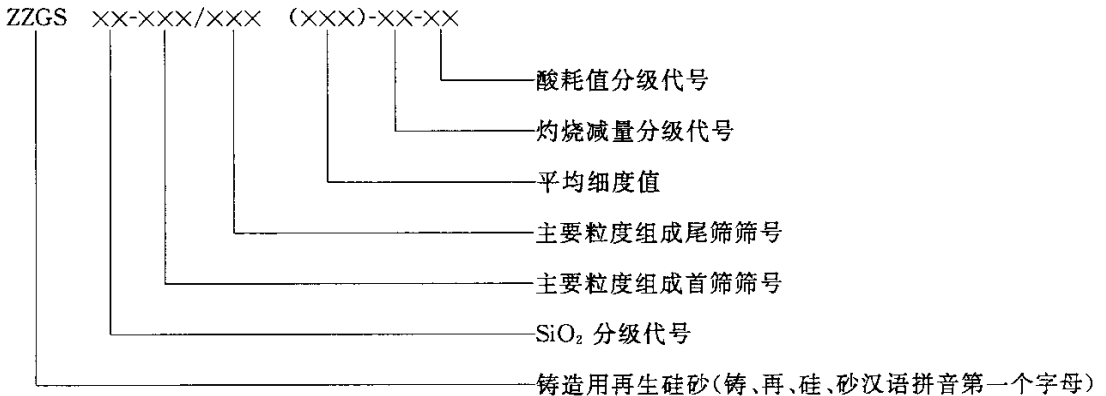 ZZGS ××-×××/××× (×××)-××-××
酸耗值分级代号
灼烧减量分级代号
平均细度值
主要粒度组成尾筛筛号
主要粒度组成首筛筛号
SiO₂ 分级代号
铸造用再生硅砂(铸、再、硅、砂汉语拼音第一个字母)